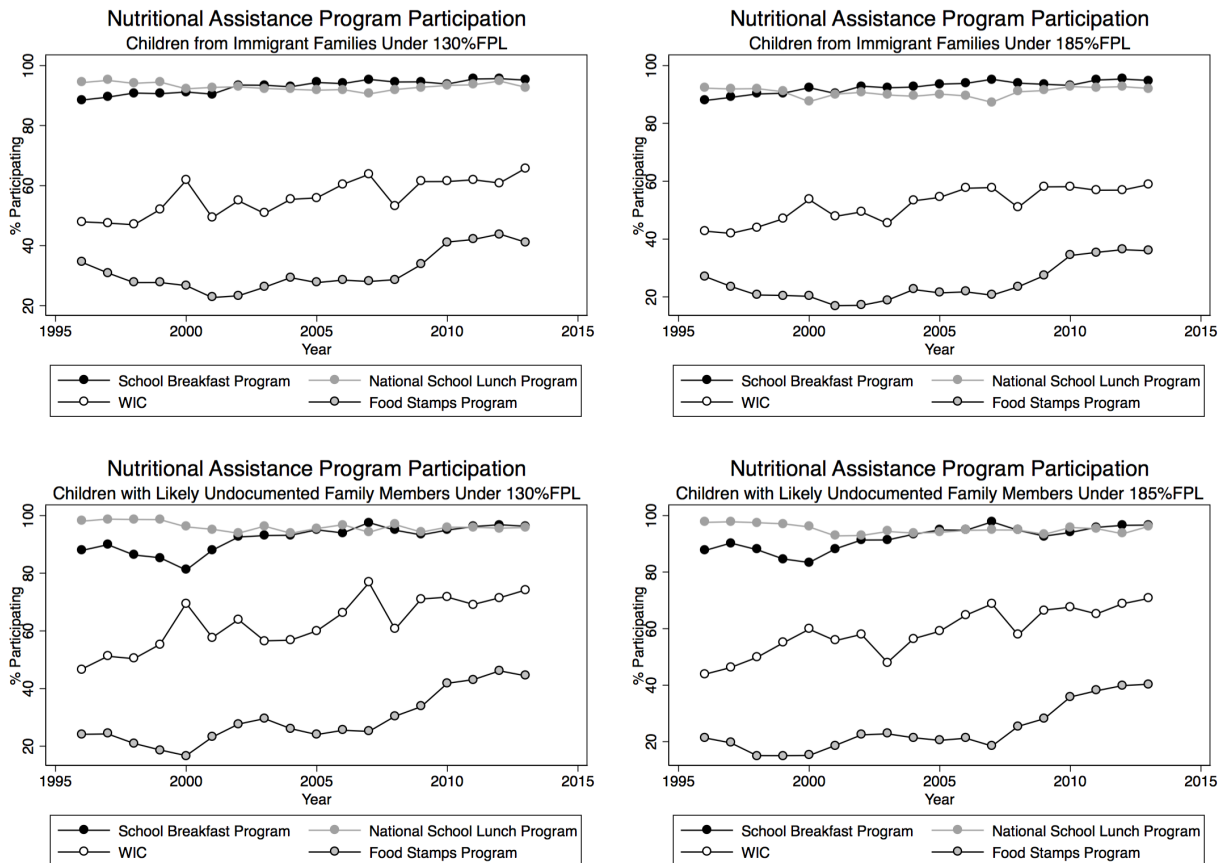 Nutritional Assistance Program Participation
Children from Immigrant Families Under 130%FPL
% Participating
100
80
60
40
20
1995 2000 2005 2010 2015
Year
School Breakfast Program National School Lunch Program
WIC Food Stamps Program
Nutritional Assistance Program Participation
Children from Immigrant Families Under 185%FPL
% Participating
100
80
60
40
20
1995 2000 2005 2010 2015
Year
School Breakfast Program National School Lunch Program
WIC Food Stamps Program
Nutritional Assistance Program Participation
Children with Likely Undocumented Family Members Under 130%FPL
% Participating
100
80
60
40
20
1995 2000 2005 2010 2015
Year
School Breakfast Program National School Lunch Program
WIC Food Stamps Program
Nutritional Assistance Program Participation
Children with Likely Undocumented Family Members Under 185%FPL
% Participating
100
80
60
40
20
1995 2000 2005 2010 2015
Year
School Breakfast Program National School Lunch Program
WIC Food Stamps Program